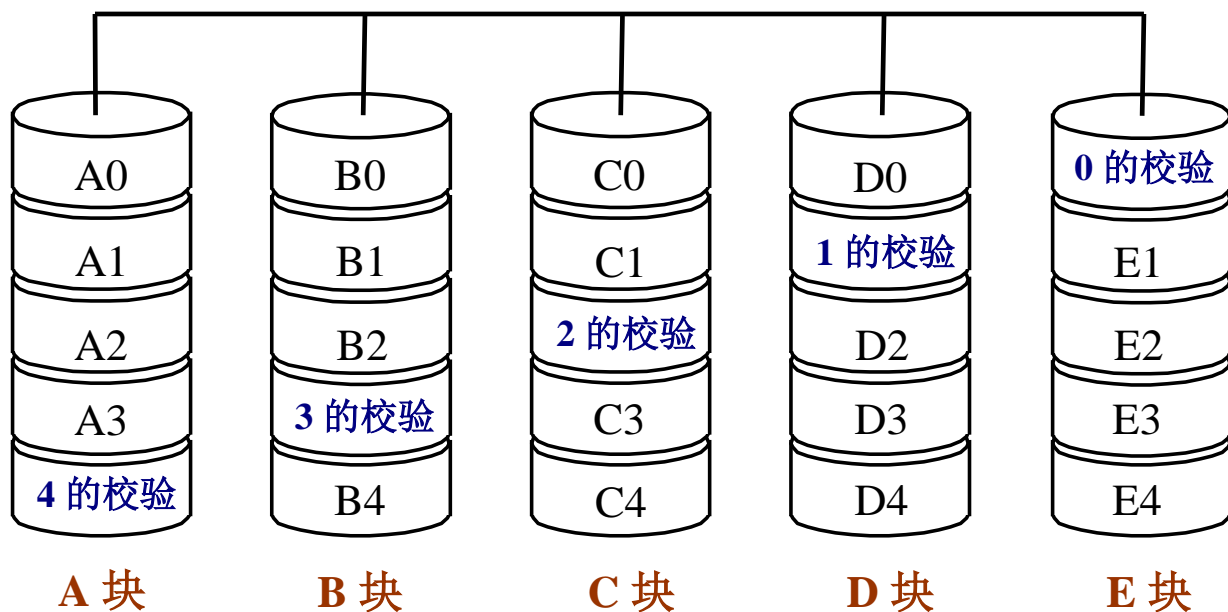 A0 B0 C0 D0 0 的校验
A1 B1 C1 1 的校验 E1
A2 B2 2 的校验 D2 E2
A3 3 的校验 C3 D3 E3
4 的校验 B4 C4 D4 E4
A 块 B 块 C 块 D 块 E 块